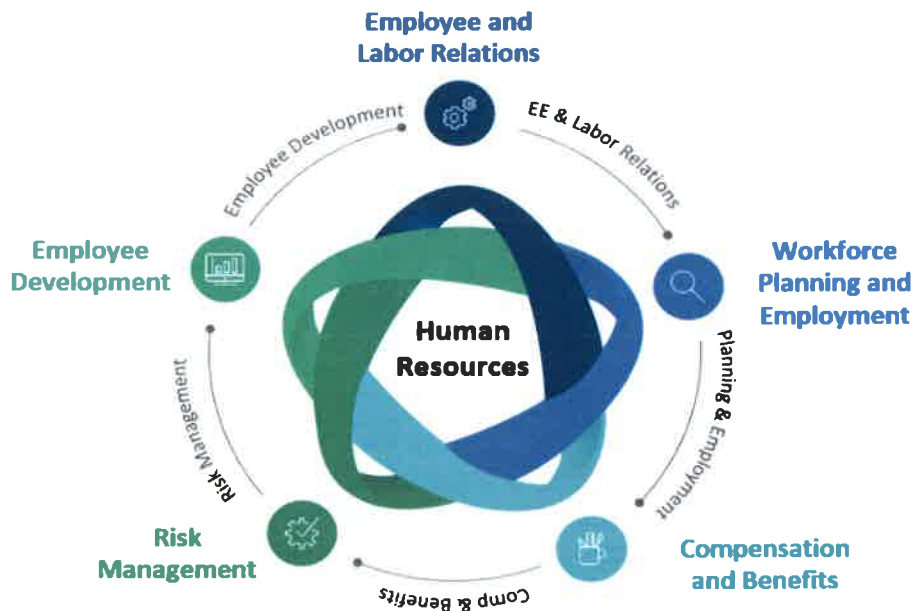 Employee and
Labor Relations
Employee Development
EE & Labor Relations
Employee
Development
Workforce
Planning and
Employment
Human
Resources
Risk Management
Planning & Employment
Risk
Management
Compensation
and Benefits
Comp & Benefits